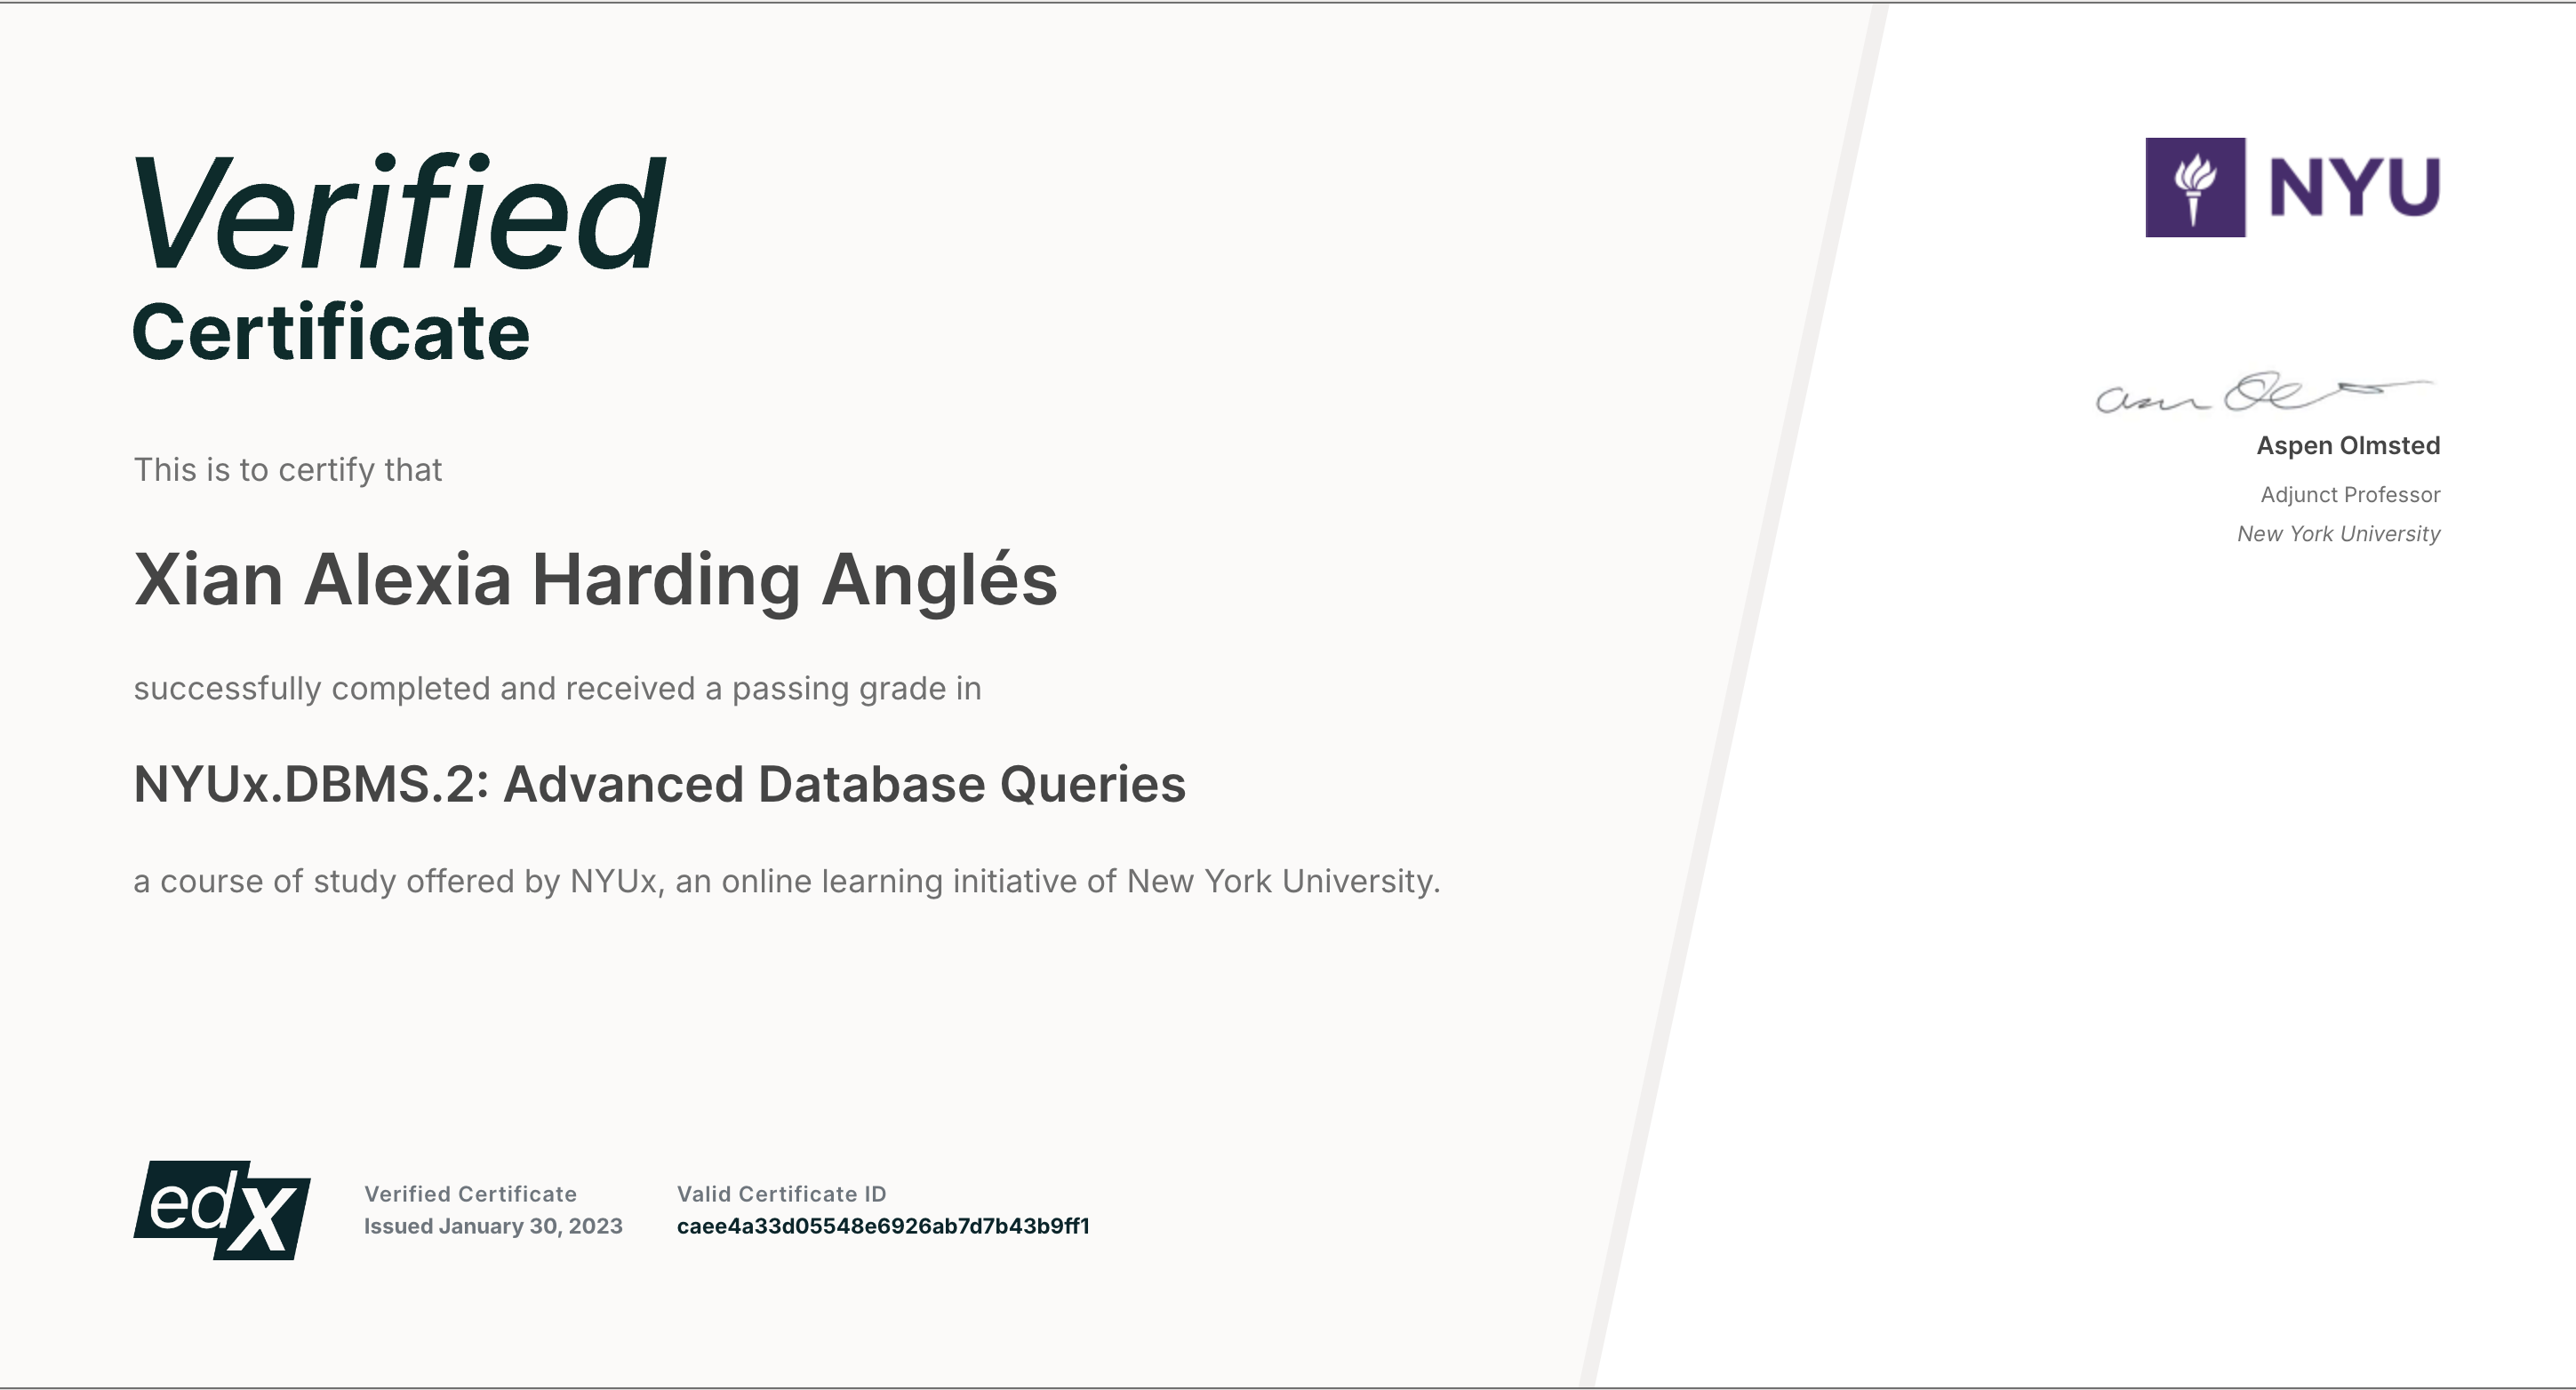 Verified
Certificate
This is to certify that
Xian Alexia Harding Anglés
successfully completed and received a passing grade in
NYUx.DBMS.2: Advanced Database Queries
a course of study offered by NYUx, an online learning initiative of New York University.
edX
Verified Certificate
Issued January 30, 2023
Valid Certificate ID
caee4a33d05548e6926ab7d7b43b9ff1
NYU
Aspen Olmsted
Adjunct Professor
New York University